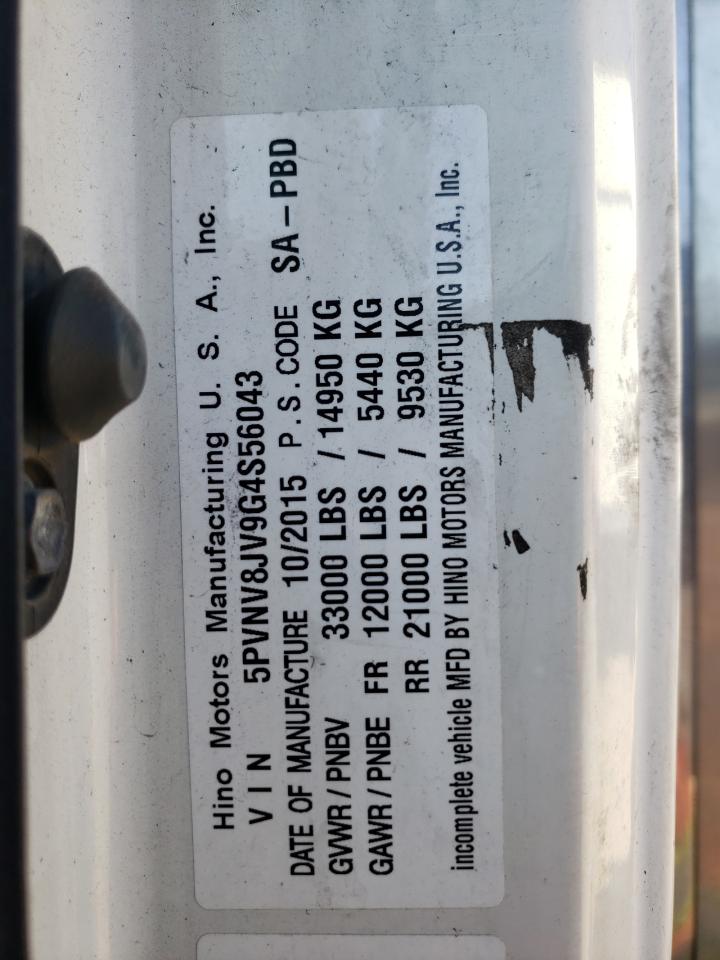 Hino Motors Manufacturing U. S. A., Inc.
VIN 5PVNV8JV9G4S56043
DATE OF MANUFACTURE 10/2015 P.S.CODE SA-PBD
GVWR/PNBV 33000 LBS / 14950 KG
GAWR/PNBE FR 12000 LBS / 5440 KG
RR 21000 LBS / 9530 KG
incomplete vehicle MFD BY HINO MOTORS MANUFACTURING U.S.A., Inc.